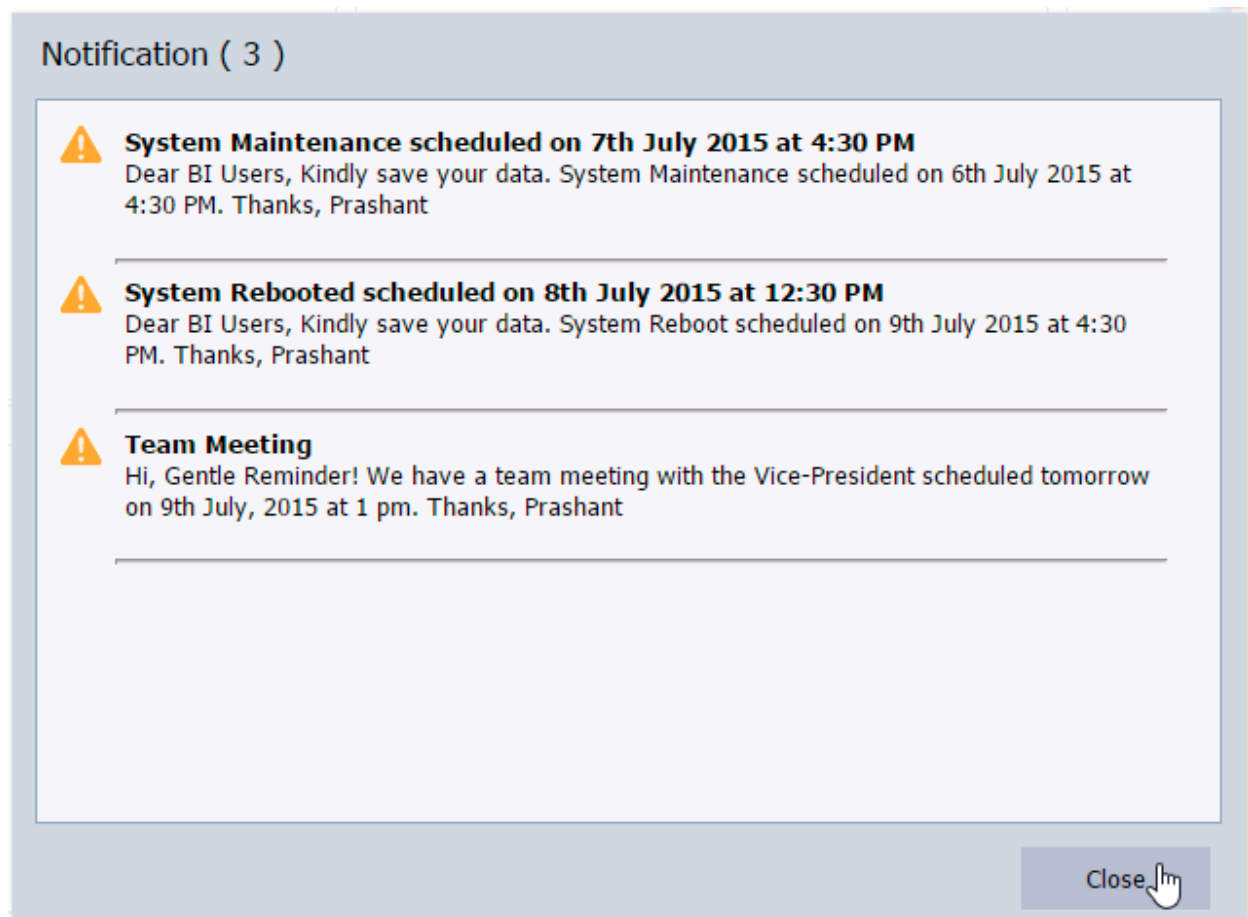 Notification ( 3 )
System Maintenance scheduled on 7th July 2015 at 4:30 PM
Dear BI Users, Kindly save your data. System Maintenance scheduled on 6th July 2015 at
4:30 PM. Thanks, Prashant
System Rebooted scheduled on 8th July 2015 at 12:30 PM
Dear BI Users, Kindly save your data. System Reboot scheduled on 9th July 2015 at 4:30
PM. Thanks, Prashant
Team Meeting
Hi, Gentle Reminder! We have a team meeting with the Vice-President scheduled tomorrow
on 9th July, 2015 at 1 pm. Thanks, Prashant
Close